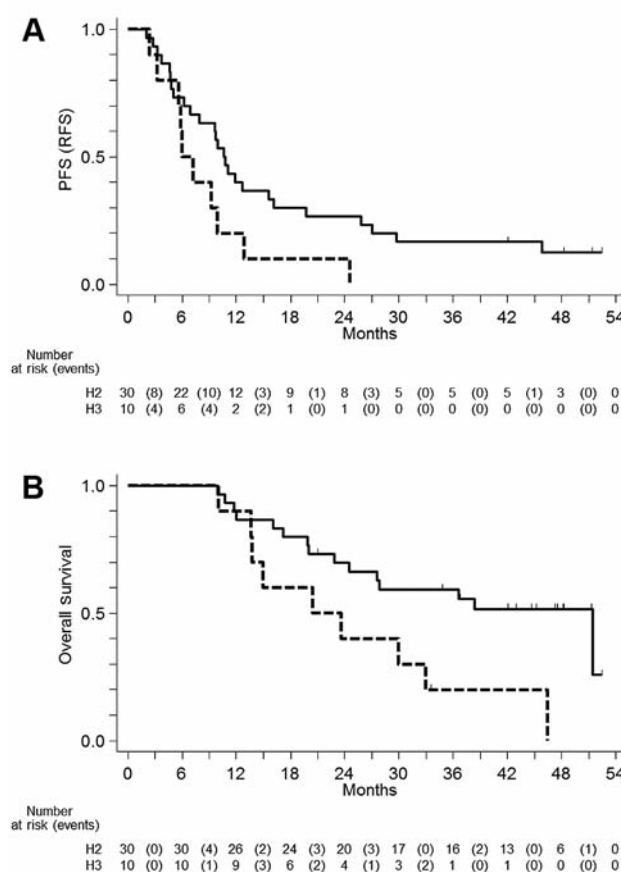 A
1.0
0.5
0.0
PFS (RFS)
0 6 12 18 24 30 36 42 48 54
Months
Number
at risk (events)
H2 30 (8) 22 (10) 12 (3) 9 (1) 8 (3) 5 (0) 5 (0) 5 (1) 3 (0) 0
H3 10 (4) 6 (4) 2 (2) 1 (0) 1 (0) 0 (0) 0 (0) 0 (0) 0 (0) 0
B
1.0
0.5
0.0
Overall Survival
0 6 12 18 24 30 36 42 48 54
Months
Number
at risk (events)
H2 30 (0) 30 (4) 26 (2) 24 (3) 20 (3) 17 (0) 16 (2) 13 (0) 6 (1) 0
H3 10 (0) 10 (1) 9 (3) 6 (2) 4 (1) 3 (2) 1 (0) 1 (0) 0 (0) 0